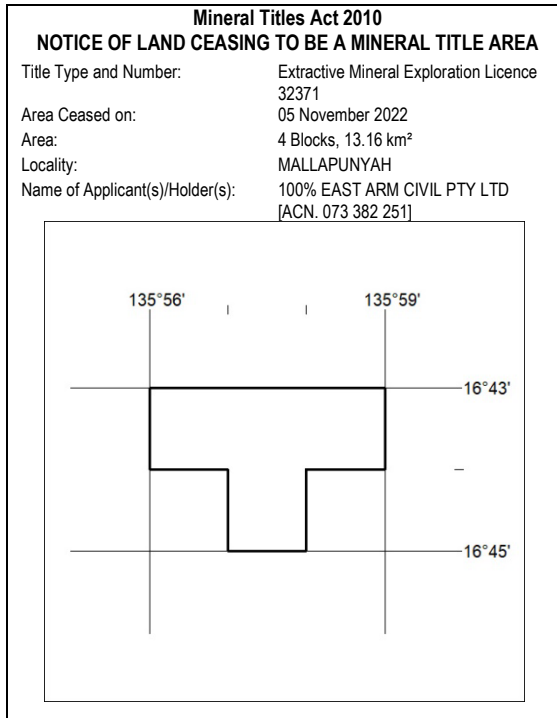 Mineral Titles Act 2010
NOTICE OF LAND CEASING TO BE A MINERAL TITLE AREA
Title Type and Number: Extractive Mineral Exploration Licence
32371
Area Ceased on: 05 November 2022
Area: 4 Blocks, 13.16 km²
Locality: MALLAPUNYAH
Name of Applicant(s)/Holder(s): 100% EAST ARM CIVIL PTY LTD
[ACN. 073 382 251]
135°56' 135°59'
16°43'
16°45'